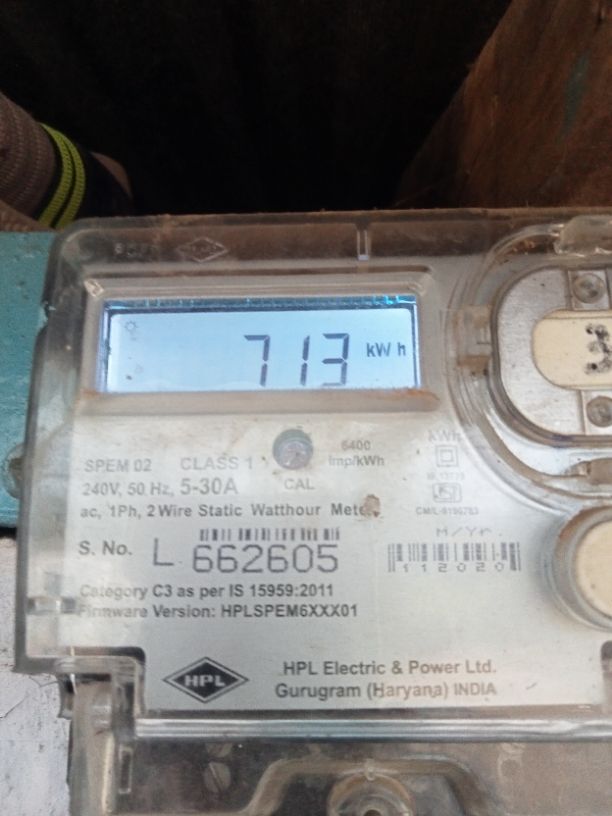 713 kWh
6400
SPEM 02 CLASS 1 imp/kWh
240V, 50 Hz, 5-30A CAL
ac, 1Ph, 2 Wire Static Watthour Meter
kWh
M/Yr.
S. No. L 662605
112020
Category C3 as per IS 15959:2011
Firmware Version: HPLSPEM6XXX01
HPL
HPL Electric & Power Ltd.
Gurugram (Haryana) INDIA